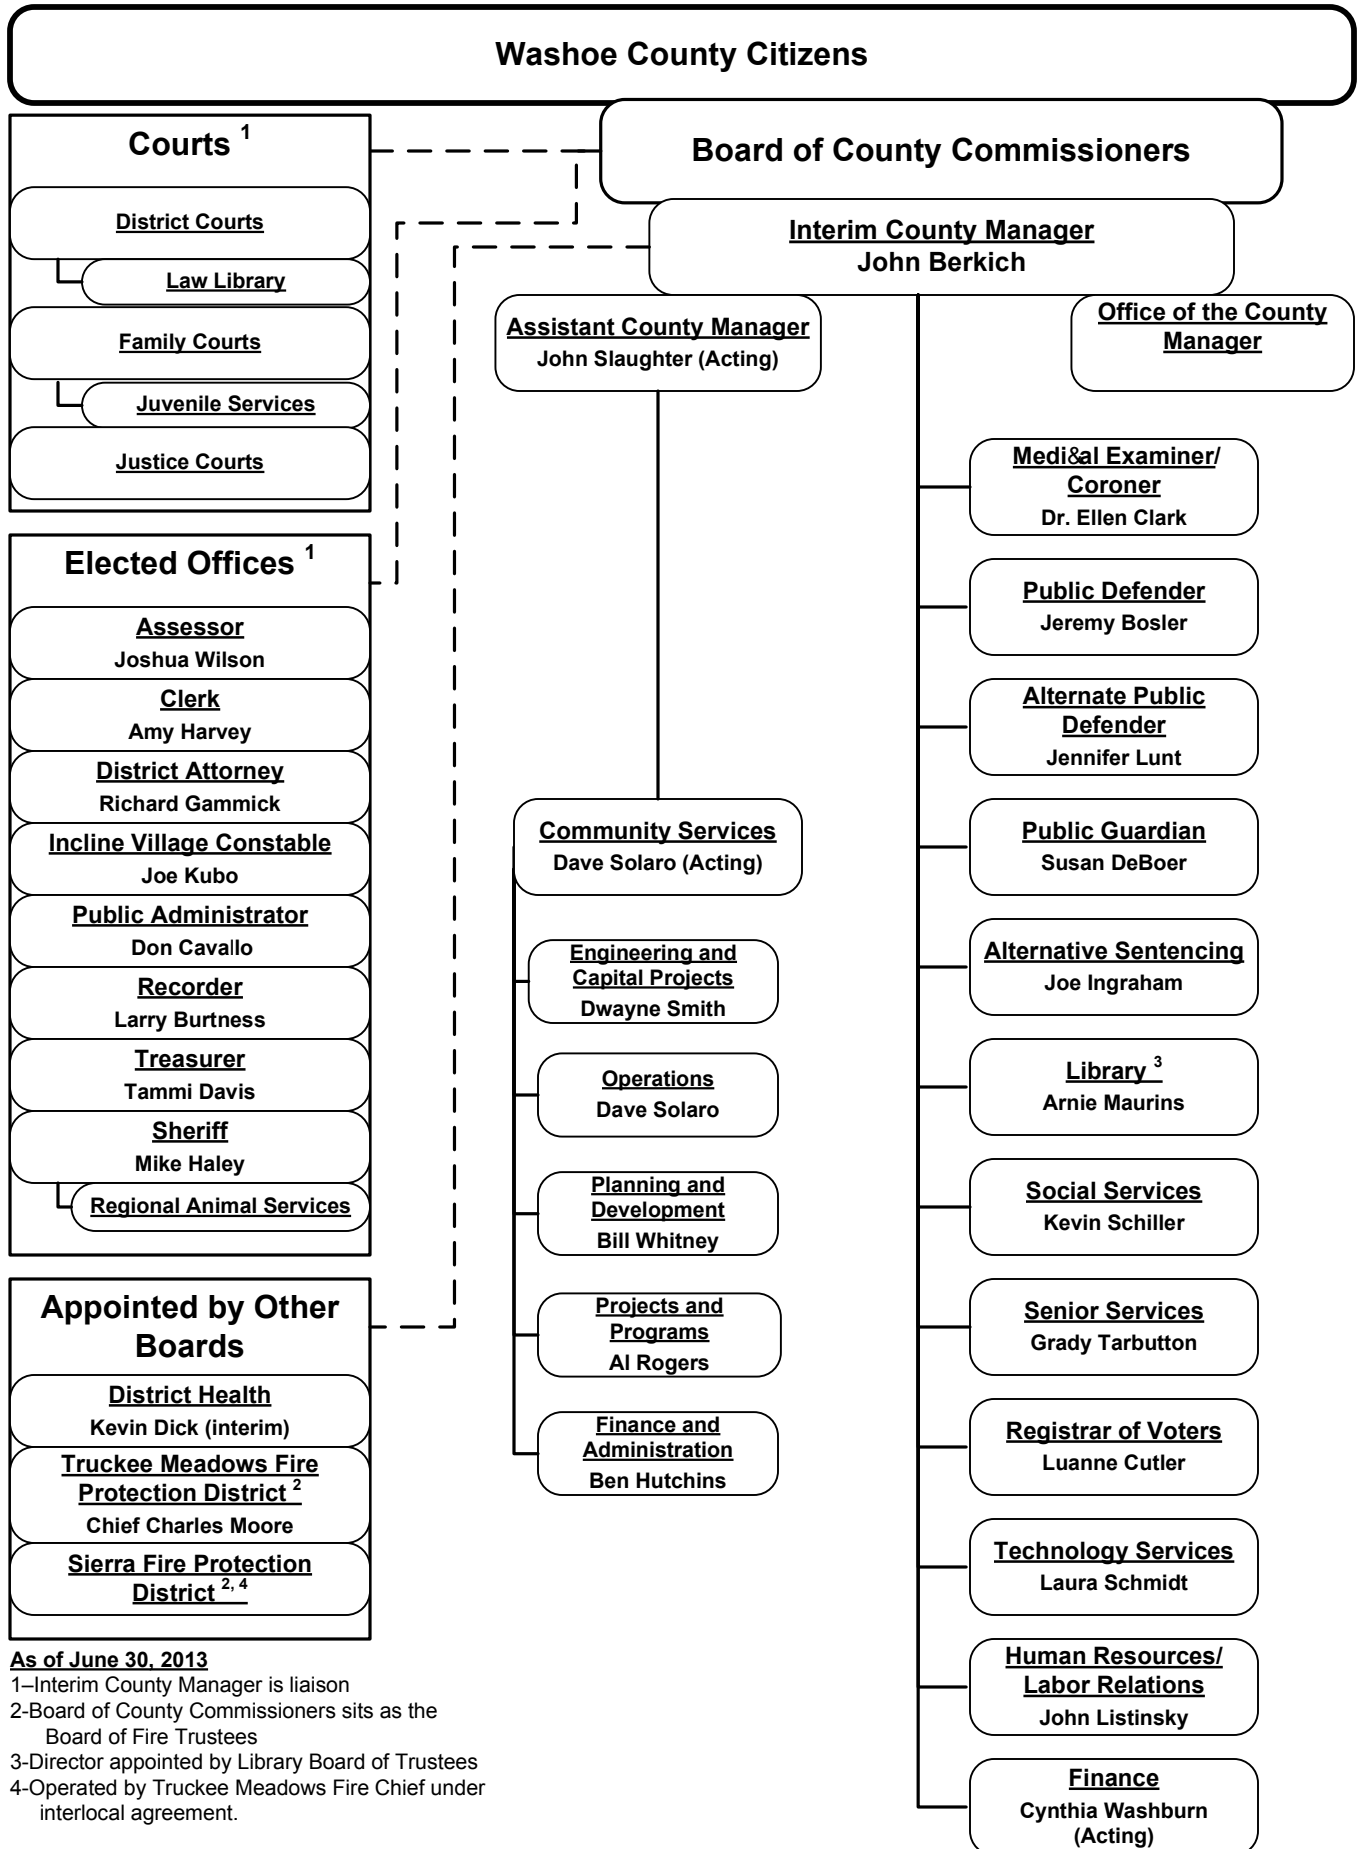 Washoe County Citizens
Board of County Commissioners
Interim County Manager
John Berkich
Courts 1
District Courts
Law Library
Family Courts
Juvenile Services
Justice Courts
Elected Offices 1
Assessor
Joshua Wilson
Clerk
Amy Harvey
District Attorney
Richard Gammick
Incline Village Constable
Joe Kubo
Public Administrator
Don Cavallo
Recorder
Larry Burtness
Treasurer
Tammi Davis
Sheriff
Mike Haley
Regional Animal Services
Appointed by Other
Boards
District Health
Kevin Dick (interim)
Truckee Meadows Fire
Protection District 2
Chief Charles Moore
Sierra Fire Protection
District 2, 4
Assistant County Manager
John Slaughter (Acting)
Community Services
Dave Solaro (Acting)
Engineering and
Capital Projects
Dwayne Smith
Operations
Dave Solaro
Planning and
Development
Bill Whitney
Projects and
Programs
Al Rogers
Finance and
Administration
Ben Hutchins
Office of the County
Manager
Medi&al Examiner/
Coroner
Dr. Ellen Clark
Public Defender
Jeremy Bosler
Alternate Public
Defender
Jennifer Lunt
Public Guardian
Susan DeBoer
Alternative Sentencing
Joe Ingraham
Library 3
Arnie Maurins
Social Services
Kevin Schiller
Senior Services
Grady Tarbutton
Registrar of Voters
Luanne Cutler
Technology Services
Laura Schmidt
Human Resources/
Labor Relations
John Listinsky
Finance
Cynthia Washburn
(Acting)
As of June 30, 2013
1–Interim County Manager is liaison
2-Board of County Commissioners sits as the
Board of Fire Trustees
3-Director appointed by Library Board of Trustees
4-Operated by Truckee Meadows Fire Chief under
interlocal agreement.